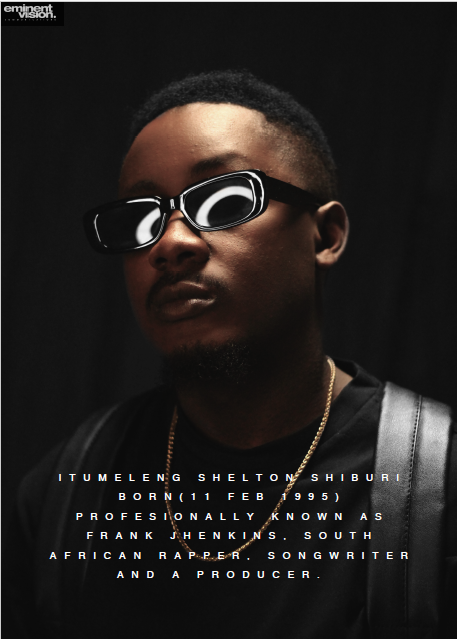 eminent
vision.
ITUMELENG SHELTON SHIBURI
BORN(11 FEB 1995)
PROFESIONALLY KNOWN AS
FRANK JHENKINS, SOUTH
AFRICAN RAPPER, SONGWRITER
AND A PRODUCER.